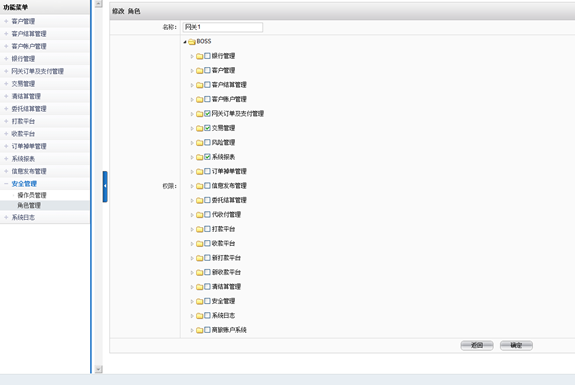 功能菜单
客户管理
客户结算管理
客户帐户管理
银行管理
网关订单及支付管理
交易管理
清结算管理
委托结算管理
打款平台
收款平台
订单掉单管理
系统报表
信息发布管理
安全管理
操作员管理
角色管理
系统日志
修改 角色
名称: 网关1
权限:
BOSS
银行管理
客户管理
客户结算管理
客户帐户管理
网关订单及支付管理
交易管理
风险管理
系统报表
订单掉单管理
信息发布管理
委托结算管理
代收付管理
打款平台
收款平台
新打款平台
新收款平台
清结算管理
安全管理
系统日志
商旅账户系统
返回 确定